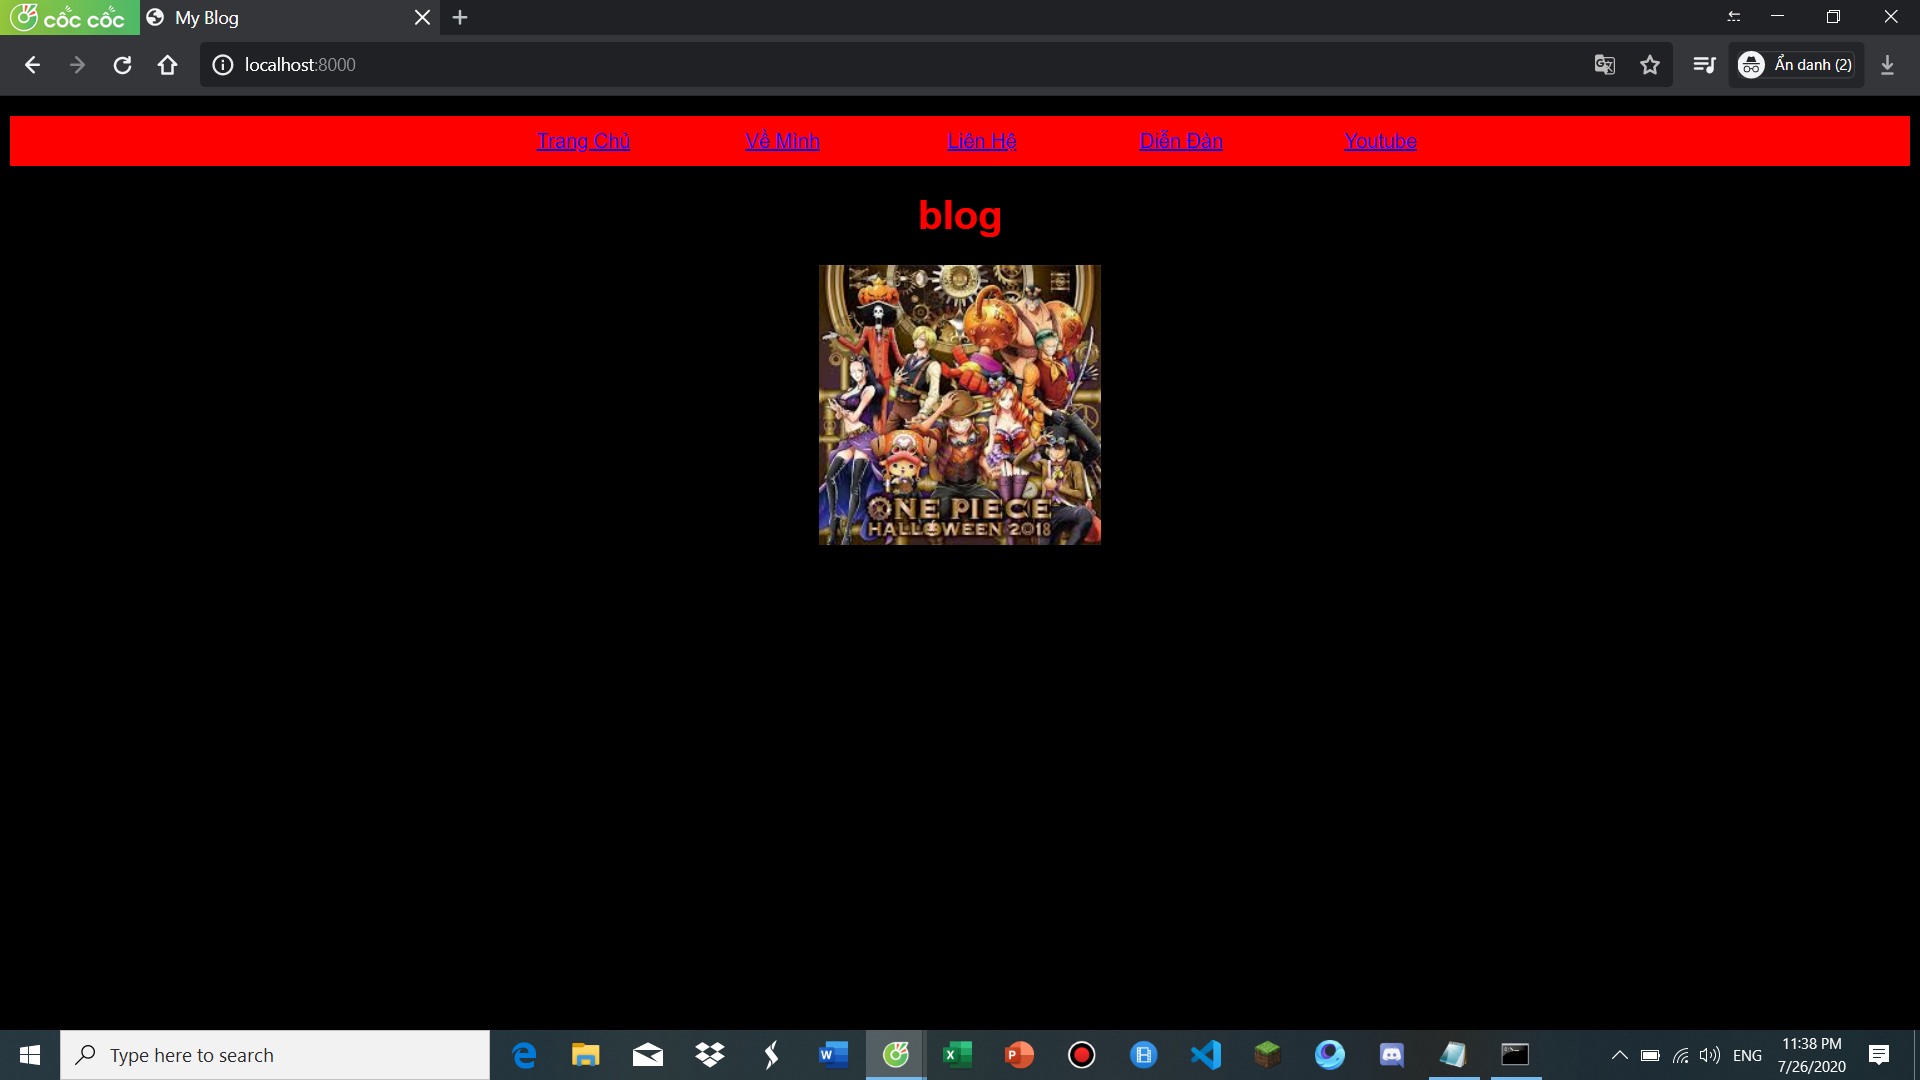 cốc cốc
My Blog
localhost:8000
Ẩn danh (2)
Trang Chủ
Về Mình
Liên Hệ
Diễn Đàn
Youtube
blog
ONE PIECE
HALLOWEEN 2018
Type here to search
ENG
11:38 PM
7/26/2020